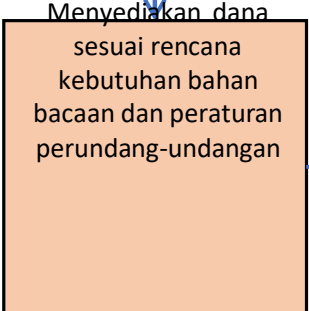 Menyediakan dana
sesuai rencana
kebutuhan bahan
bacaan dan peraturan
perundang-undangan